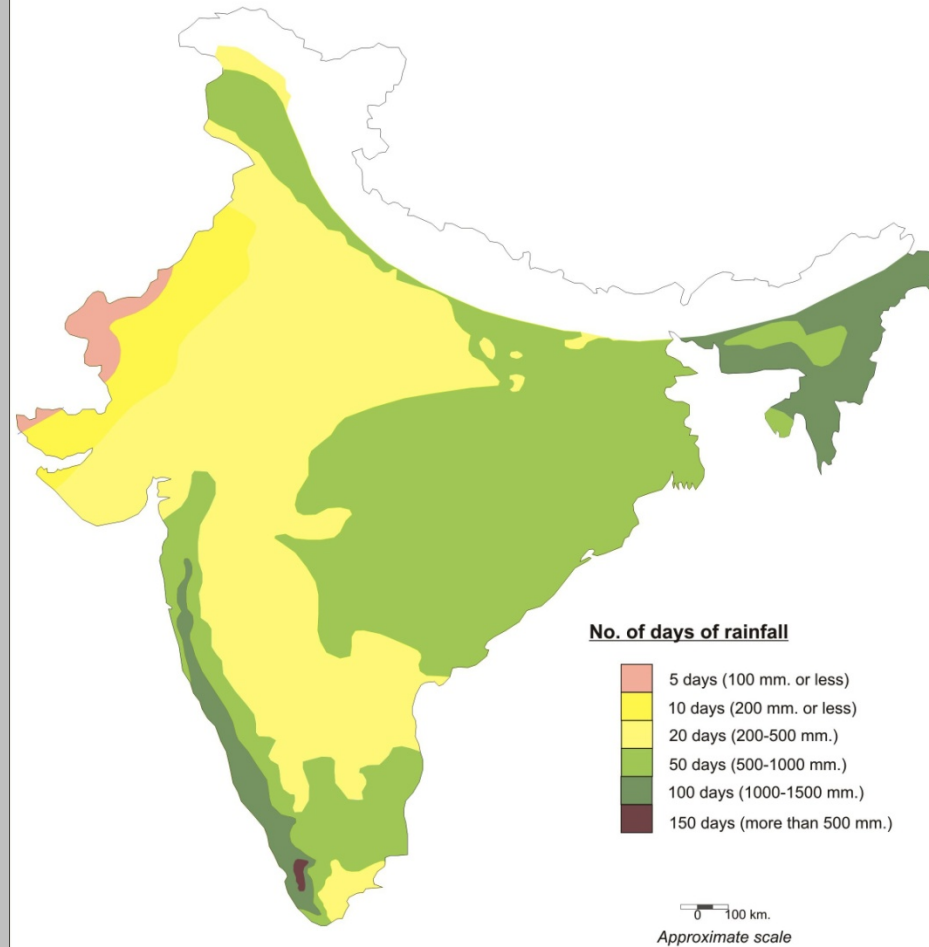 No. of days of rainfall
5 days (100 mm. or less)
10 days (200 mm. or less)
20 days (200-500 mm.)
50 days (500-1000 mm.)
100 days (1000-1500 mm.)
150 days (more than 500 mm.)
0 100 km.
Approximate scale